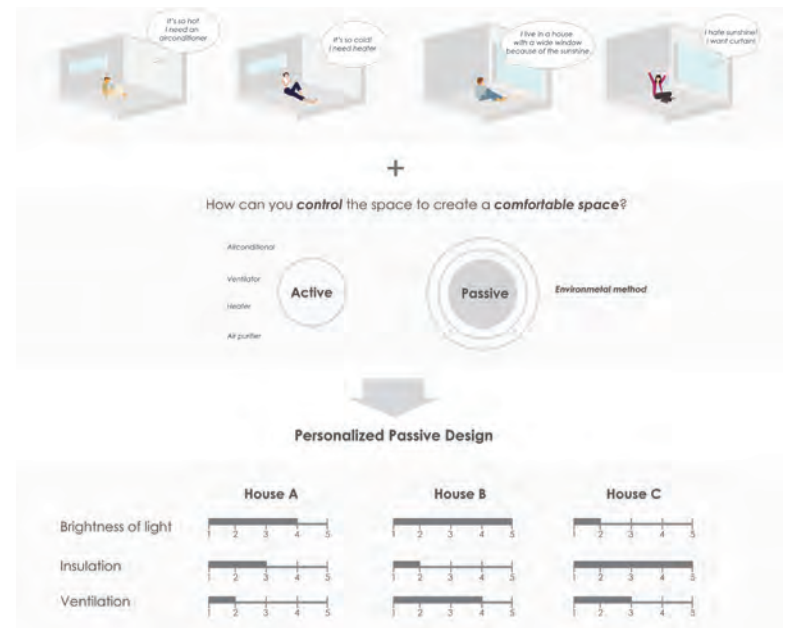 It's so hot
I need an
airconditioner
It's so cold!
I need heater
I live in a house
with a wide window
because of the sunshine.
I hate sunshine!
I want curtain!
+
How can you control the space to create a comfortable space?
Airconditional
Ventilator
Heater
Air purifier
Active
Passive
Environmetal method
Personalized Passive Design
House A
House B
House C
Brightness of light
1 2 3 4 5
1 2 3 4 5
1 2 3 4 5
Insulation
1 2 3 4 5
1 2 3 4 5
1 2 3 4 5
Ventilation
1 2 3 4 5
1 2 3 4 5
1 2 3 4 5